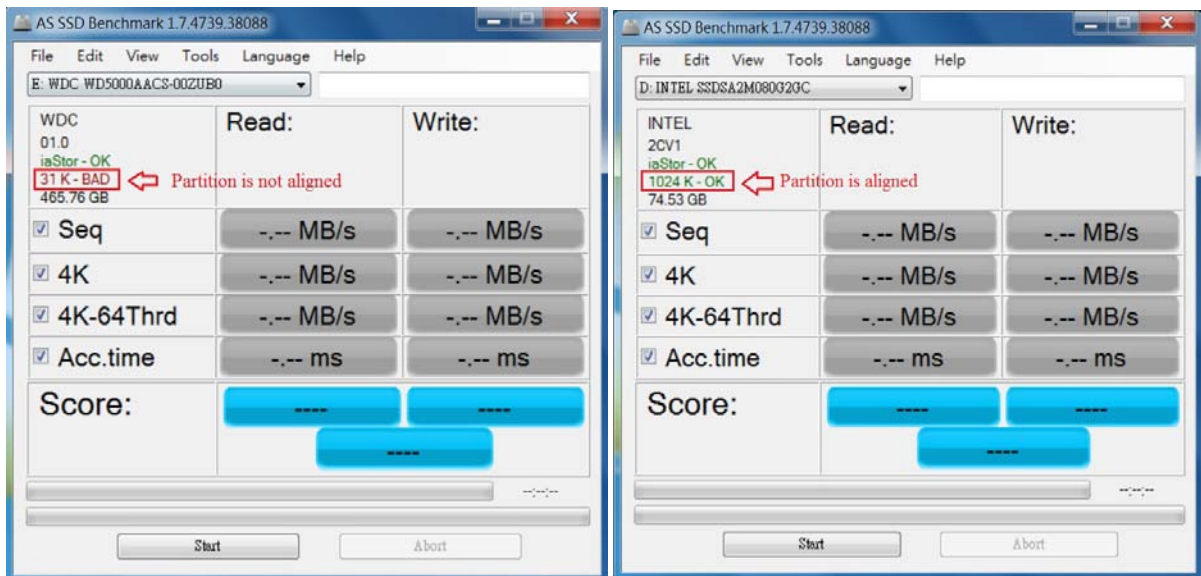 AS SSD Benchmark 1.7.4739.38088
File Edit View Tools Language Help
E: WDC WD5000AACS-00ZUB0
WDC
01.0
iaStor - OK
31 K - BAD
Partition is not aligned
465.76 GB
Read:
Write:
Seq
-.-- MB/s
-.-- MB/s
4K
-.-- MB/s
-.-- MB/s
4K-64Thrd
-.-- MB/s
-.-- MB/s
Acc.time
-.-- ms
-.-- ms
Score:
----
----
----
--:--:--
Start
Abort
AS SSD Benchmark 1.7.4739.38088
File Edit View Tools Language Help
D: INTEL SSDSA2M080G2GC
INTEL
2CV1
iaStor - OK
1024 K - OK
Partition is aligned
74.53 GB
Read:
Write:
Seq
-.-- MB/s
-.-- MB/s
4K
-.-- MB/s
-.-- MB/s
4K-64Thrd
-.-- MB/s
-.-- MB/s
Acc.time
-.-- ms
-.-- ms
Score:
----
----
----
--:--:--
Start
Abort